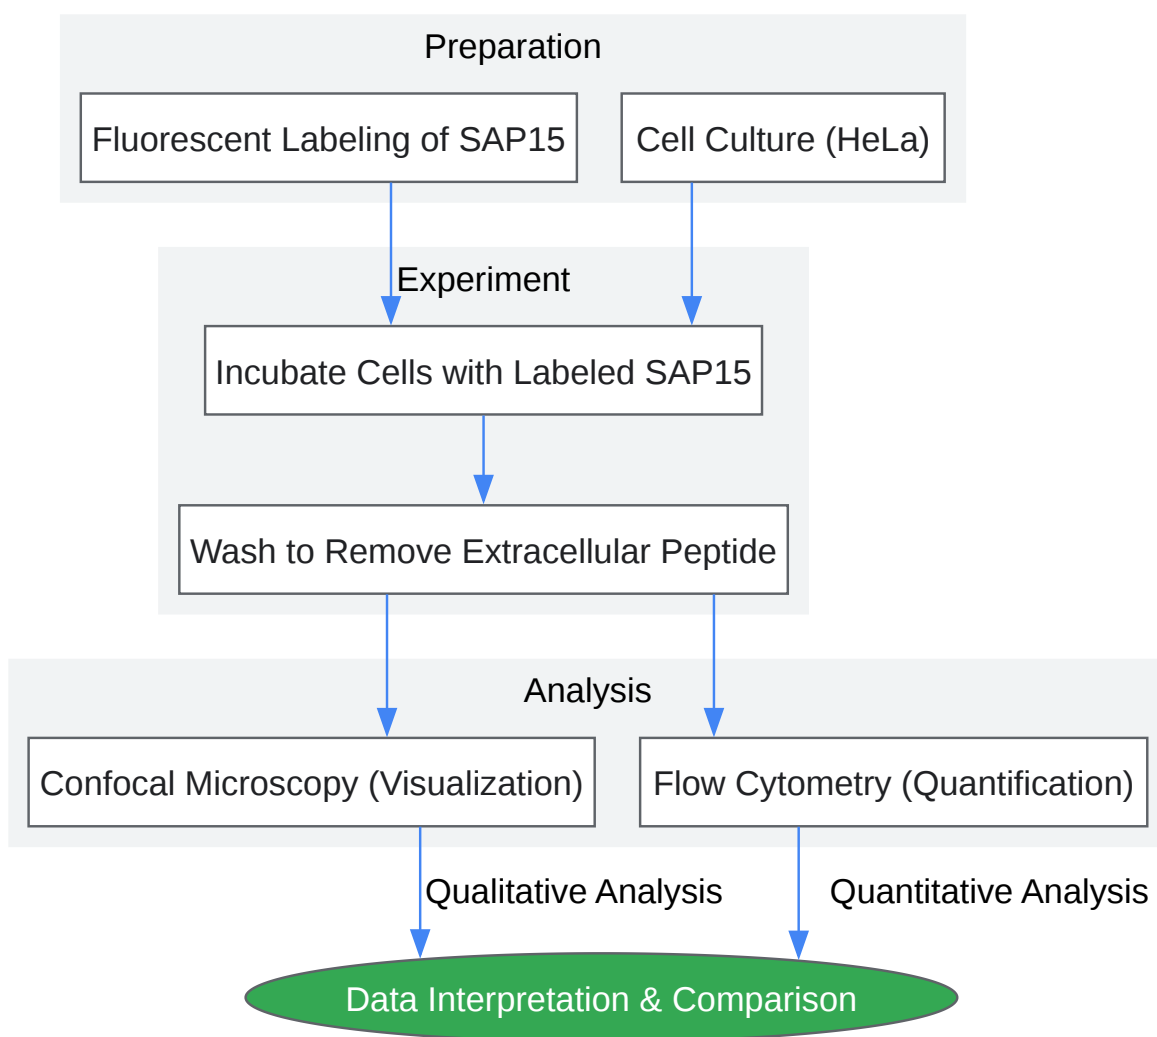 Preparation
Fluorescent Labeling of SAP15
Cell Culture (HeLa)
Experiment
Incubate Cells with Labeled SAP15
Wash to Remove Extracellular Peptide
Analysis
Confocal Microscopy (Visualization)
Flow Cytometry (Quantification)
Qualitative Analysis
Quantitative Analysis
Data Interpretation & Comparison